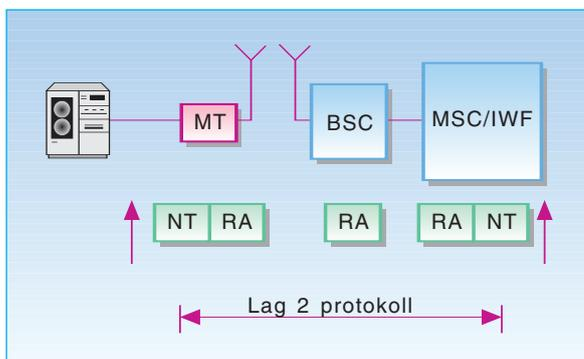 MT
BSC
MSC/IWF
NT RA
RA
RA NT
Lag 2 protokoll